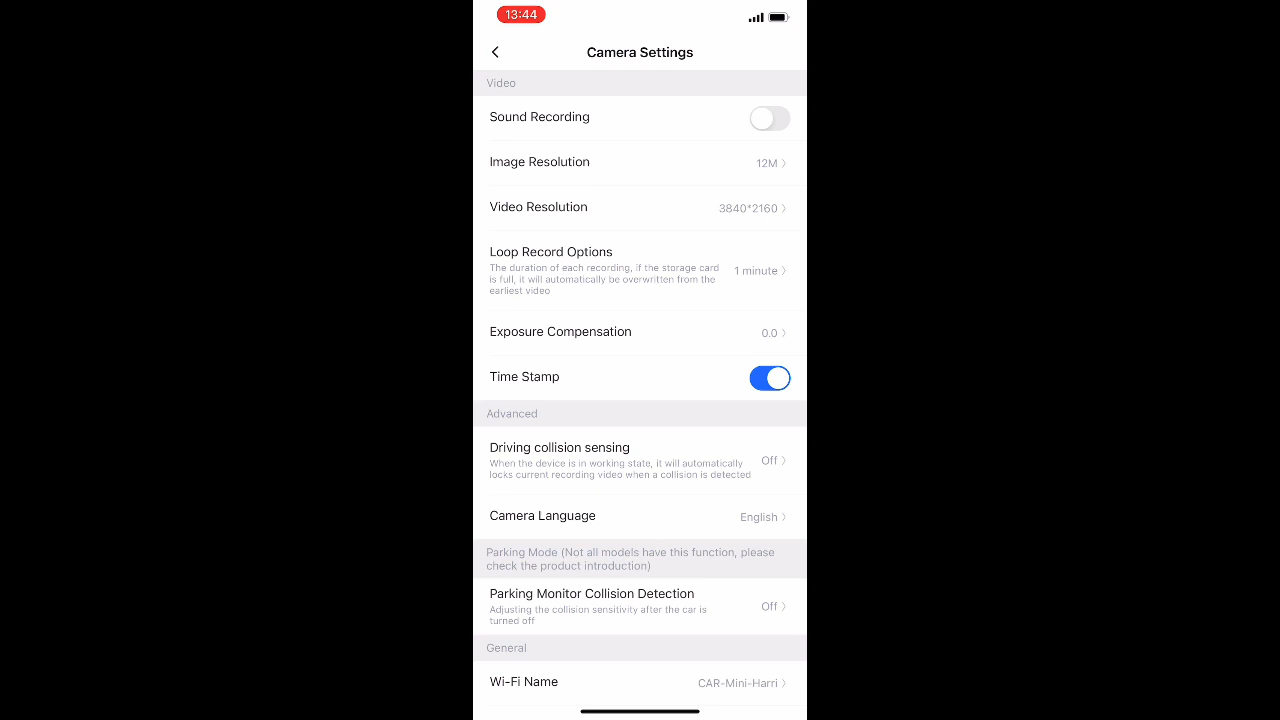 13:44
Camera Settings
Video
Sound Recording
Image Resolution
12M
Video Resolution
3840*2160
Loop Record Options
The duration of each recording, if the storage card
is full, it will automatically be overwritten from the
earliest video
1 minute
Exposure Compensation
0.0
Time Stamp
Advanced
Driving collision sensing
When the device is in working state, it will automatically
locks current recording video when a collision is detected
Off
Camera Language
English
Parking Mode (Not all models have this function, please
check the product introduction)
Parking Monitor Collision Detection
Adjusting the collision sensitivity after the car is
turned off
Off
General
Wi-Fi Name
CAR-Mini-Harri